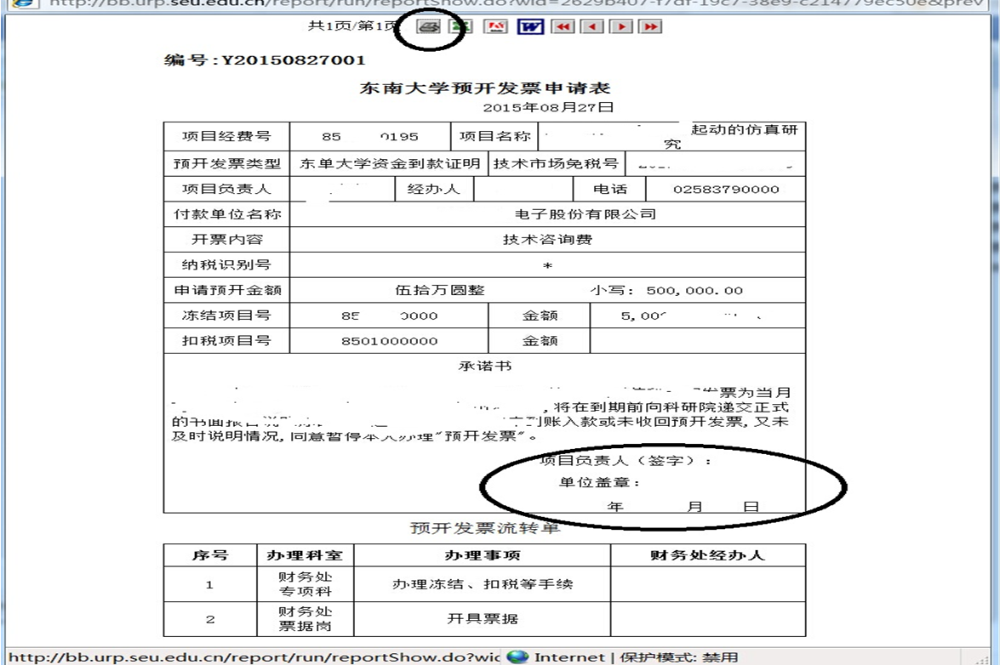 http://bb.urp.seu.edu.cn/report/run/reportShow.do?wid=2629b407-f7df-19c7-38e9-c214779ec50e&prev
共1页/第1页
编号:Y20150827001
东南大学预开发票申请表
2015年08月27日
项目经费号 85 0195 项目名称 起动的仿真研
究
预开发票类型 东单大学资金到款证明 技术市场免税号
项目负责人 经办人 电话 02583790000
付款单位名称 电子股份有限公司
开票内容 技术咨询费
纳税识别号 *
申请预开金额 伍拾万圆整 小写: 500,000.00
冻结项目号 85 0000 金额 5,00
扣税项目号 8501000000 金额
承诺书
发票为当月
,将在到期前向科研院递交正式
的书面报告说 到账入款或未收回预开发票,又未
及时说明情况,同意暂停本人办理"预开发票"。
项目负责人（签字）:
单位盖章:
年 月 日
预开发票流转单
序号 办理科室 办理事项 财务处经办人
1 财务处
专项科 办理冻结、扣税等手续
2 财务处
票据岗 开具票据
http://bb.urp.seu.edu.cn/report/run/reportShow.do?wic Internet | 保护模式: 禁用